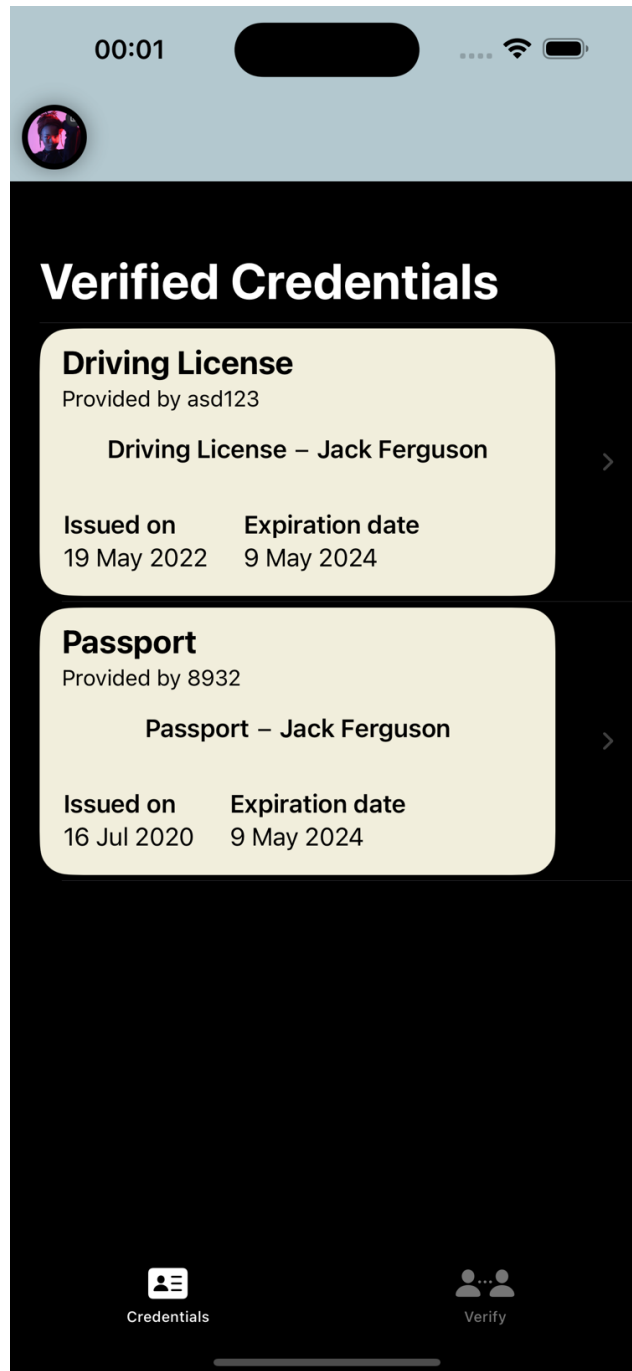 00:01
Verified Credentials
Driving License
Provided by asd123
Driving License – Jack Ferguson
Issued on Expiration date
19 May 2022 9 May 2024
Passport
Provided by 8932
Passport – Jack Ferguson
Issued on Expiration date
16 Jul 2020 9 May 2024
Credentials Verify